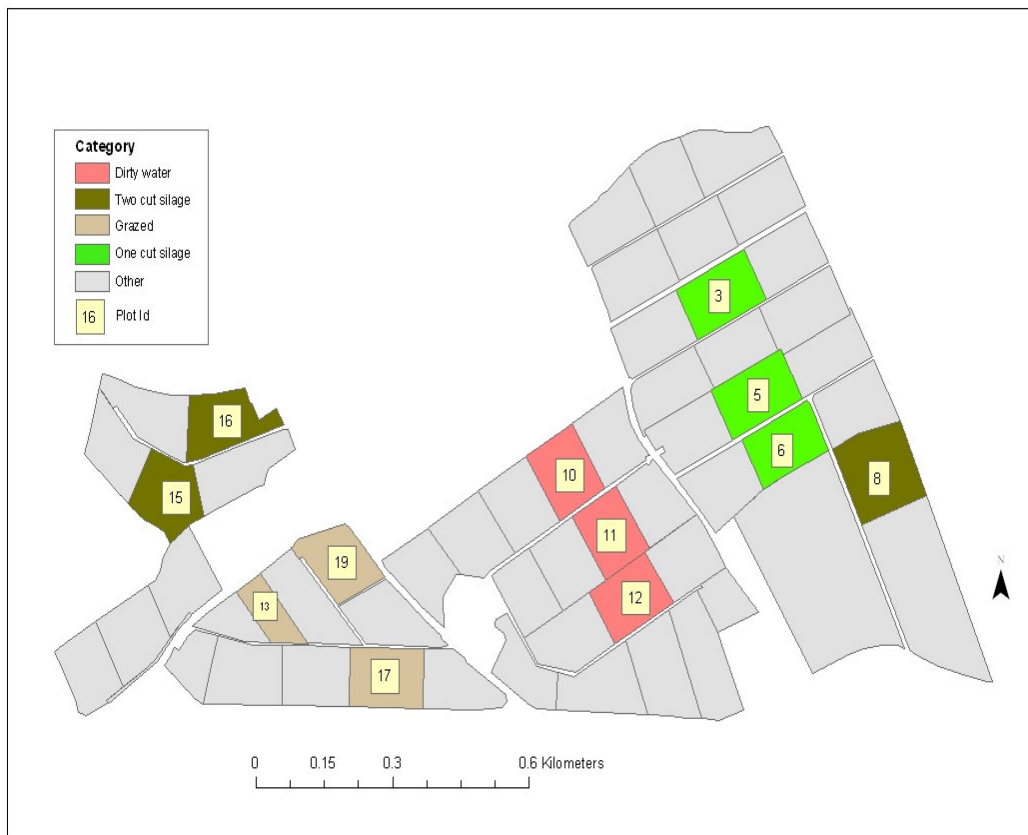 Category
Dirty water
Two cut silage
Grazed
One cut silage
Other
16 Plot Id
3
5
16
6
10
8
15
11
19
12
13
17
N
0 0.15 0.3 0.6 Kilometers